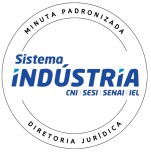 MINUTA PADRONIZADA
Sistema
INDÚSTRIA
CNI | SESI | SENAI | IEL
DIRETORIA JURÍDICA